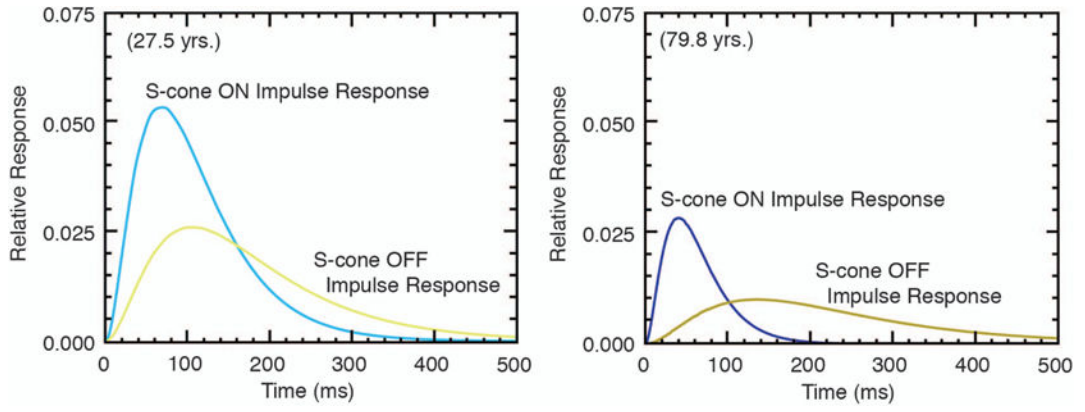 0.075
0.050
0.025
0.000
Relative Response
(27.5 yrs.)
S-cone ON Impulse Response
S-cone OFF
Impulse Response
0 100 200 300 400 500
Time (ms)
0.075
0.050
0.025
0.000
Relative Response
(79.8 yrs.)
S-cone ON Impulse Response
S-cone OFF
Impulse Response
0 100 200 300 400 500
Time (ms)